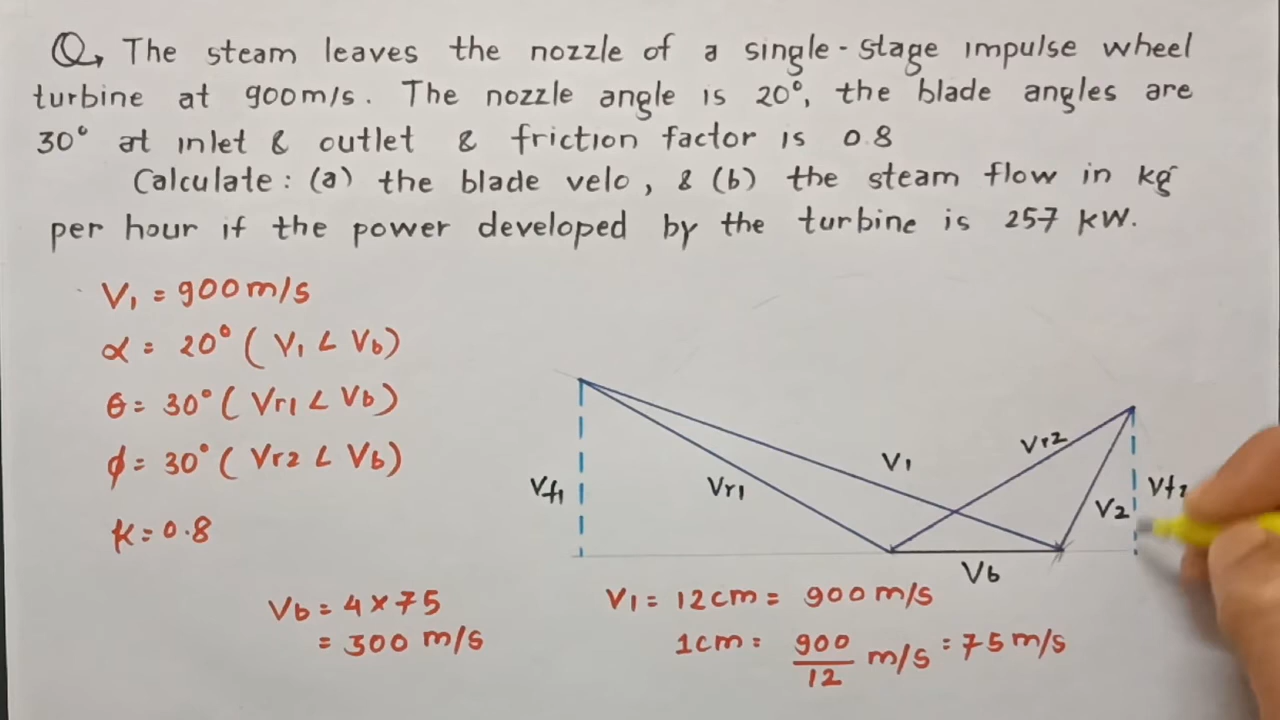 Q, The steam leaves the nozzle of a single-stage impulse wheel
turbine at 900m/s. The nozzle angle is 20°, the blade angles are
30° at inlet & outlet & friction factor is 0.8
Calculate: (a) the blade velo, & (b) the steam flow in kg
per hour if the power developed by the turbine is 257 kW.
V1 = 900m/s
α = 20° (V1 ∠ Vb)
θ = 30° (Vr1 ∠ Vb)
ϕ = 30° (Vr2 ∠ Vb)
K = 0.8
Vb = 4 × 75
= 300 m/s
Vf1
Vr1
V1
Vr2
V2
Vf2
Vb
V1 = 12cm = 900 m/s
1cm = 900/12 m/s = 75 m/s